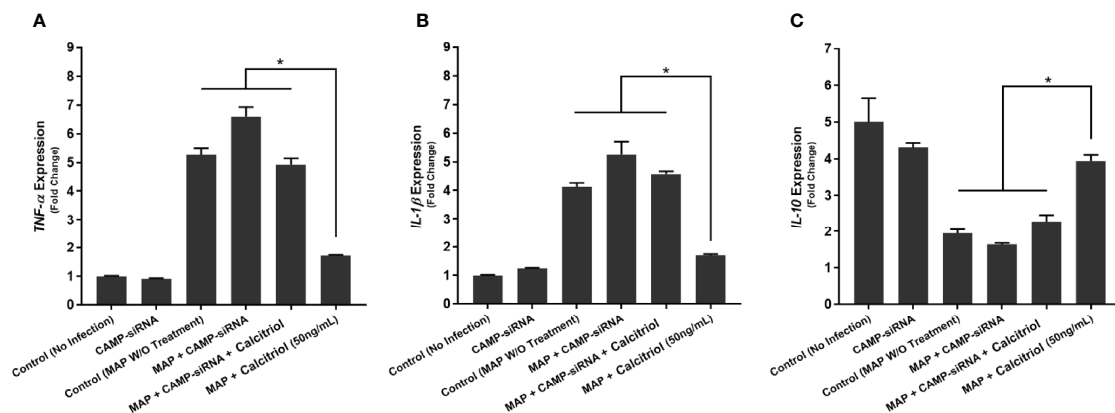 A
TNF-α Expression
(Fold Change)
9
8
7
6
5
4
3
2
1
0
*
Control (No Infection)
CAMP-siRNA
Control (MAP W/O Treatment)
MAP + CAMP-siRNA
MAP + CAMP-siRNA + Calcitriol
MAP + Calcitriol (50ng/mL)
B
IL-1β Expression
(Fold Change)
9
8
7
6
5
4
3
2
1
0
*
Control (No Infection)
CAMP-siRNA
Control (MAP W/O Treatment)
MAP + CAMP-siRNA
MAP + CAMP-siRNA + Calcitriol
MAP + Calcitriol (50ng/mL)
C
IL-10 Expression
(Fold Change)
7
6
5
4
3
2
1
0
*
Control (No Infection)
CAMP-siRNA
Control (MAP W/O Treatment)
MAP + CAMP-siRNA
MAP + CAMP-siRNA + Calcitriol
MAP + Calcitriol (50ng/mL)